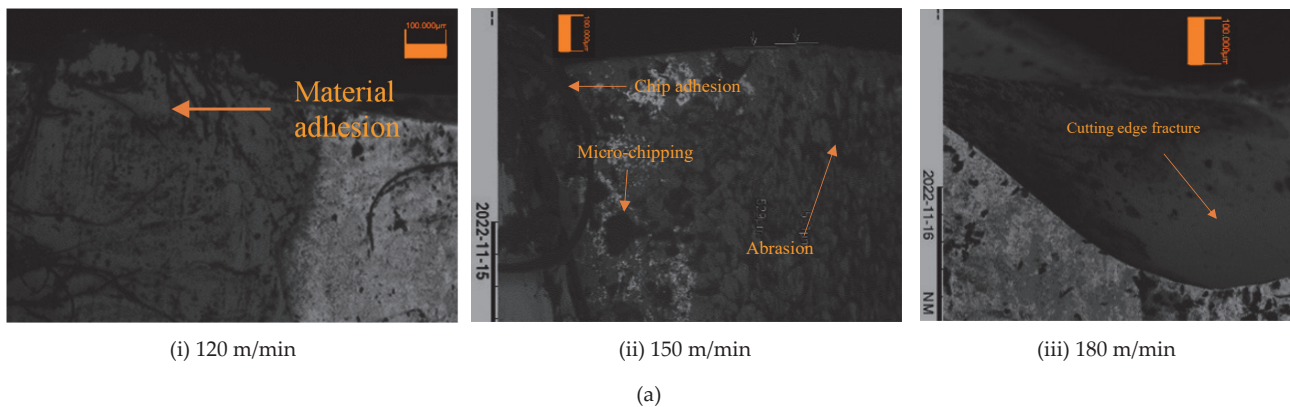 100.000μm
Material
adhesion
(i) 120 m/min
100.000μm
Chip adhesion
Micro-chipping
Abrasion
2022-11-15
(ii) 150 m/min
100.000μm
Cutting edge fracture
2022-11-16
NM
(iii) 180 m/min
(a)